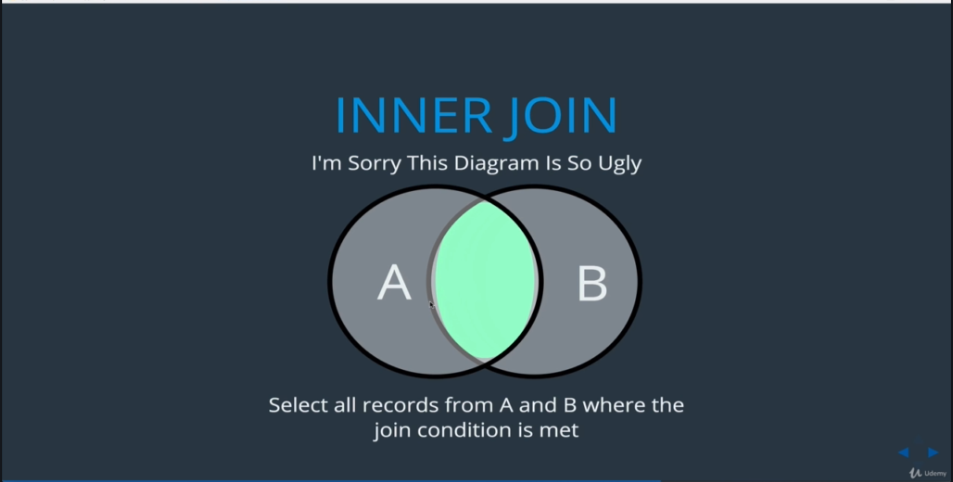 INNER JOIN
I'm Sorry This Diagram Is So Ugly
A
B
Select all records from A and B where the
join condition is met
Udemy